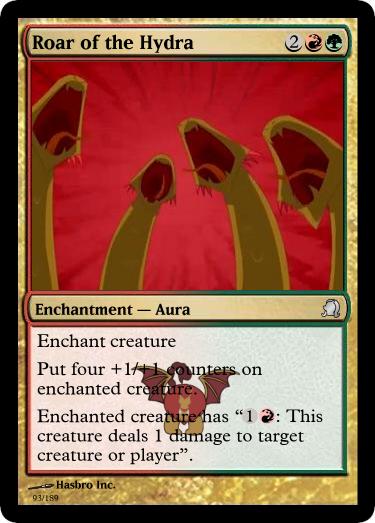 Roar of the Hydra 2
Enchantment — Aura
Enchant creature
Put four +1/+1 counters on
enchanted creature.
Enchanted creature has “1 : This
creature deals 1 damage to target
creature or player”.
Hasbro Inc.
93/189